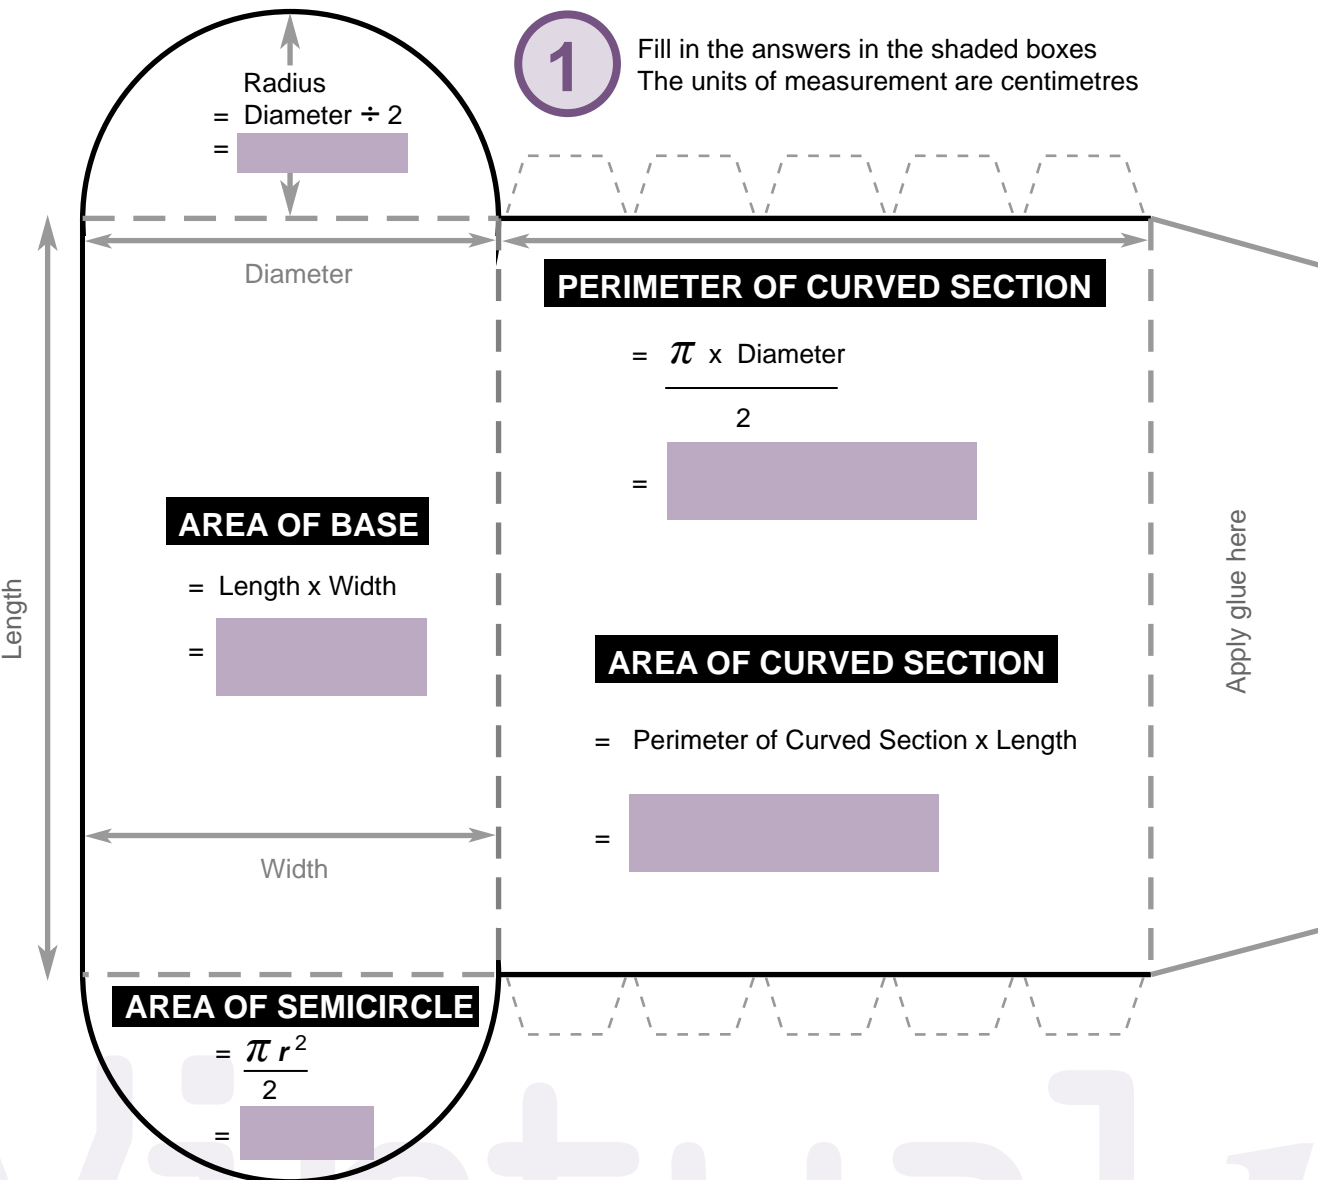 1
Fill in the answers in the shaded boxes
The units of measurement are centimetres
Radius
= Diameter ÷ 2
=
Diameter
PERIMETER OF CURVED SECTION
= π x Diameter
2
=
AREA OF BASE
= Length x Width
=
Length
Apply glue here
AREA OF CURVED SECTION
= Perimeter of Curved Section x Length
=
Width
AREA OF SEMICIRCLE
= π r²
2
=